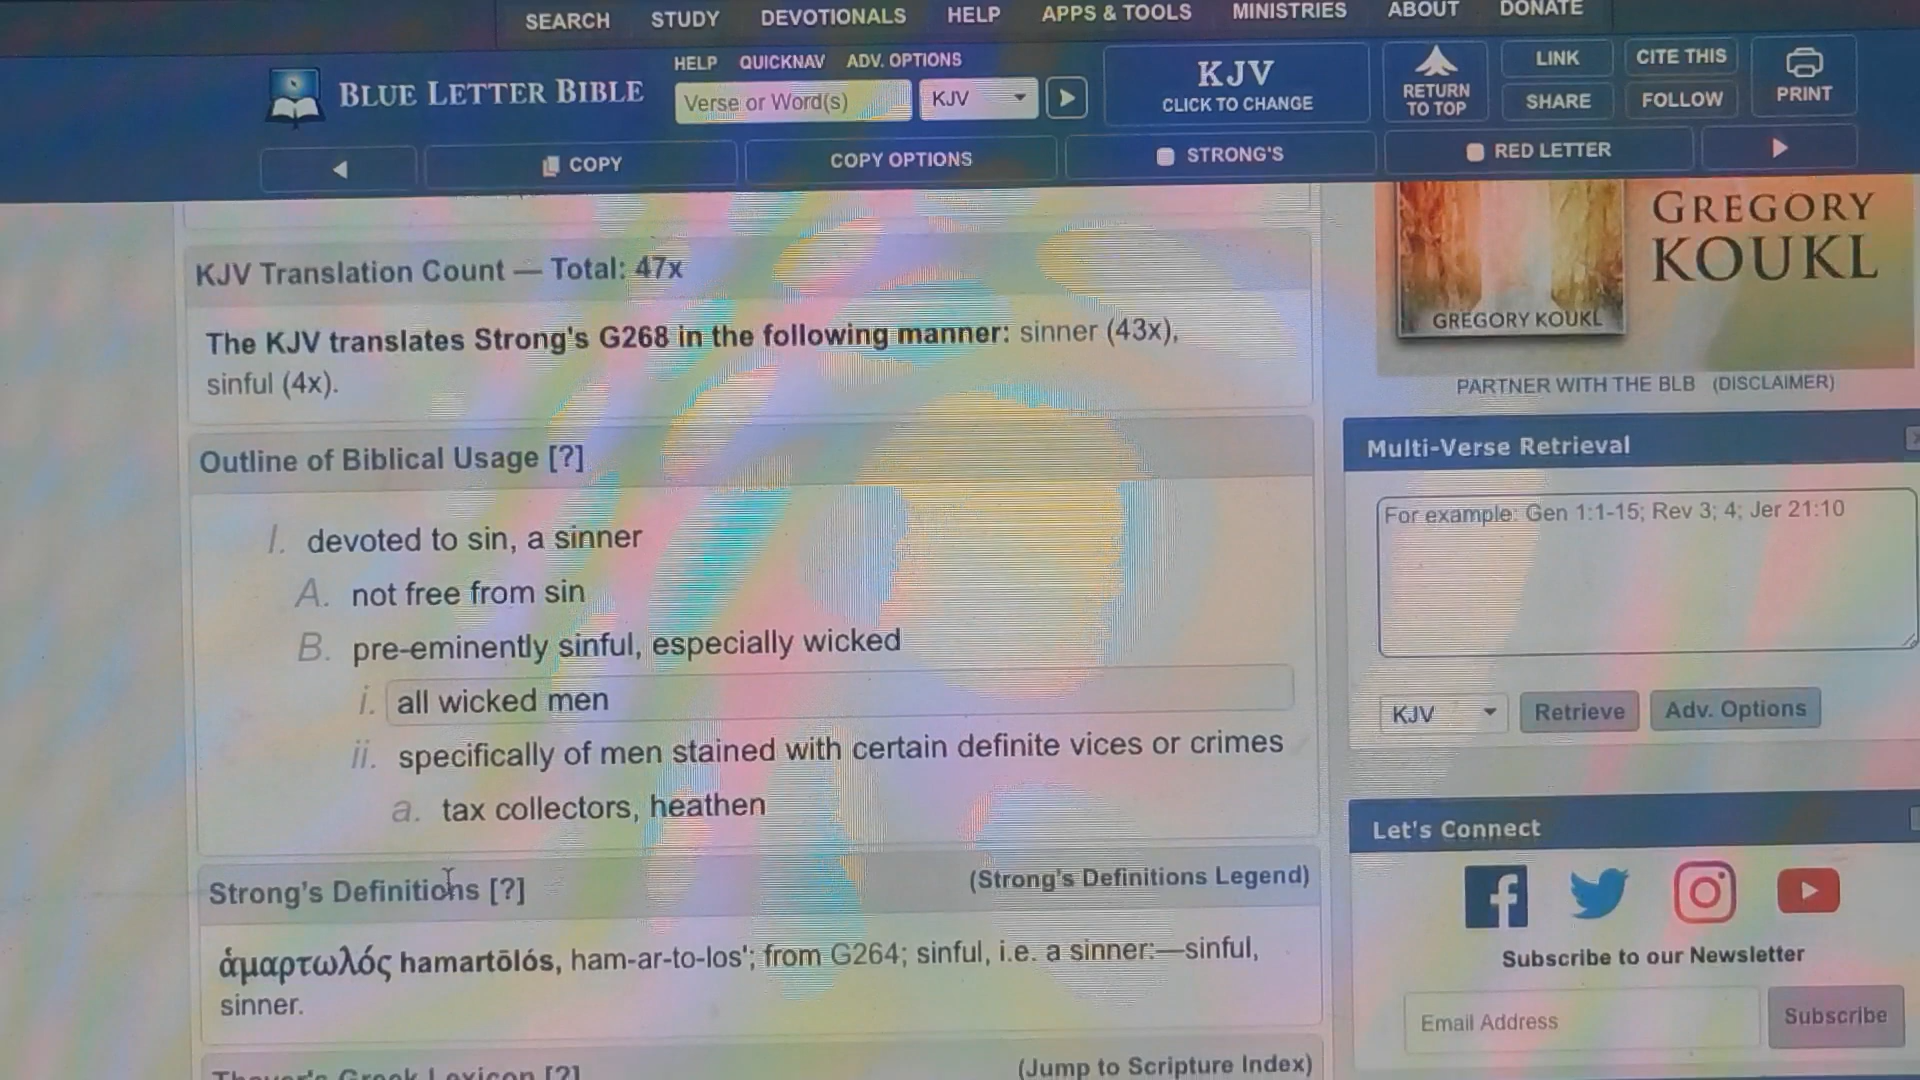 SEARCH STUDY DEVOTIONALS HELP APPS & TOOLS MINISTRIES ABOUT DONATE
BLUE LETTER BIBLE
HELP QUICKNAV ADV. OPTIONS
Verse or Word(s) KJV
KJV
CLICK TO CHANGE
RETURN
TO TOP
LINK
SHARE
CITE THIS
FOLLOW
PRINT
COPY COPY OPTIONS STRONG'S RED LETTER
KJV Translation Count — Total: 47x
The KJV translates Strong's G268 in the following manner: sinner (43x),
sinful (4x).
Outline of Biblical Usage [?]
I. devoted to sin, a sinner
A. not free from sin
B. pre-eminently sinful, especially wicked
i. all wicked men
ii. specifically of men stained with certain definite vices or crimes
a. tax collectors, heathen
Strong's Definitions [?] (Strong's Definitions Legend)
ἁμαρτωλός hamartōlós, ham-ar-to-los'; from G264; sinful, i.e. a sinner:—sinful,
sinner.
Thayer's Greek Lexicon [?] (Jump to Scripture Index)
GREGORY KOUKL
GREGORY
KOUKL
PARTNER WITH THE BLB (DISCLAIMER)
Multi-Verse Retrieval
For example: Gen 1:1-15; Rev 3; 4; Jer 21:10
KJV Retrieve Adv. Options
Let's Connect
Subscribe to our Newsletter
Email Address Subscribe